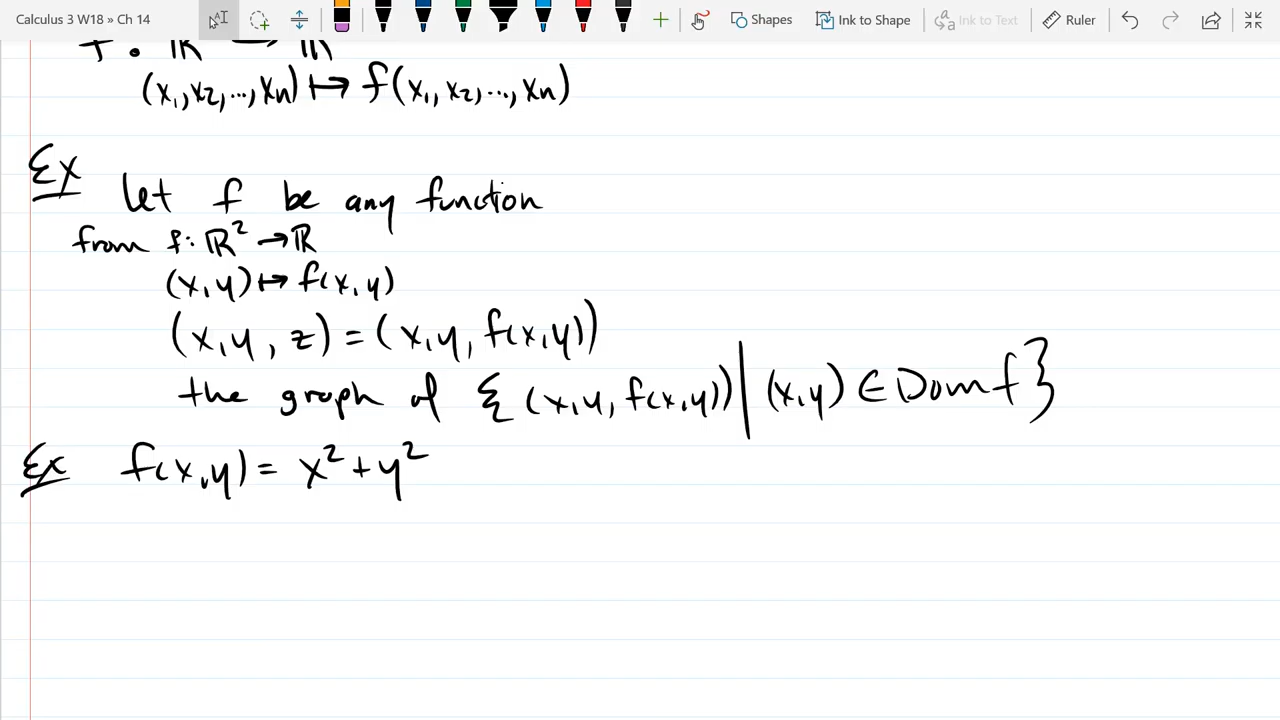 Calculus 3 W18 » Ch 14
Shapes
Ink to Shape
Ink to Text
Ruler
f : ℝ → ℝ
(x₁,x₂,...,xn) ↦ f(x₁,x₂,...,xn)
Ex Let f be any function
from f: ℝ² → ℝ
(x,y) ↦ f(x,y)
(x,y,z) = (x,y,f(x,y))
the graph of {(x,y,f(x,y)) | (x,y) ∈ Dom f}
Ex f(x,y) = x² + y²